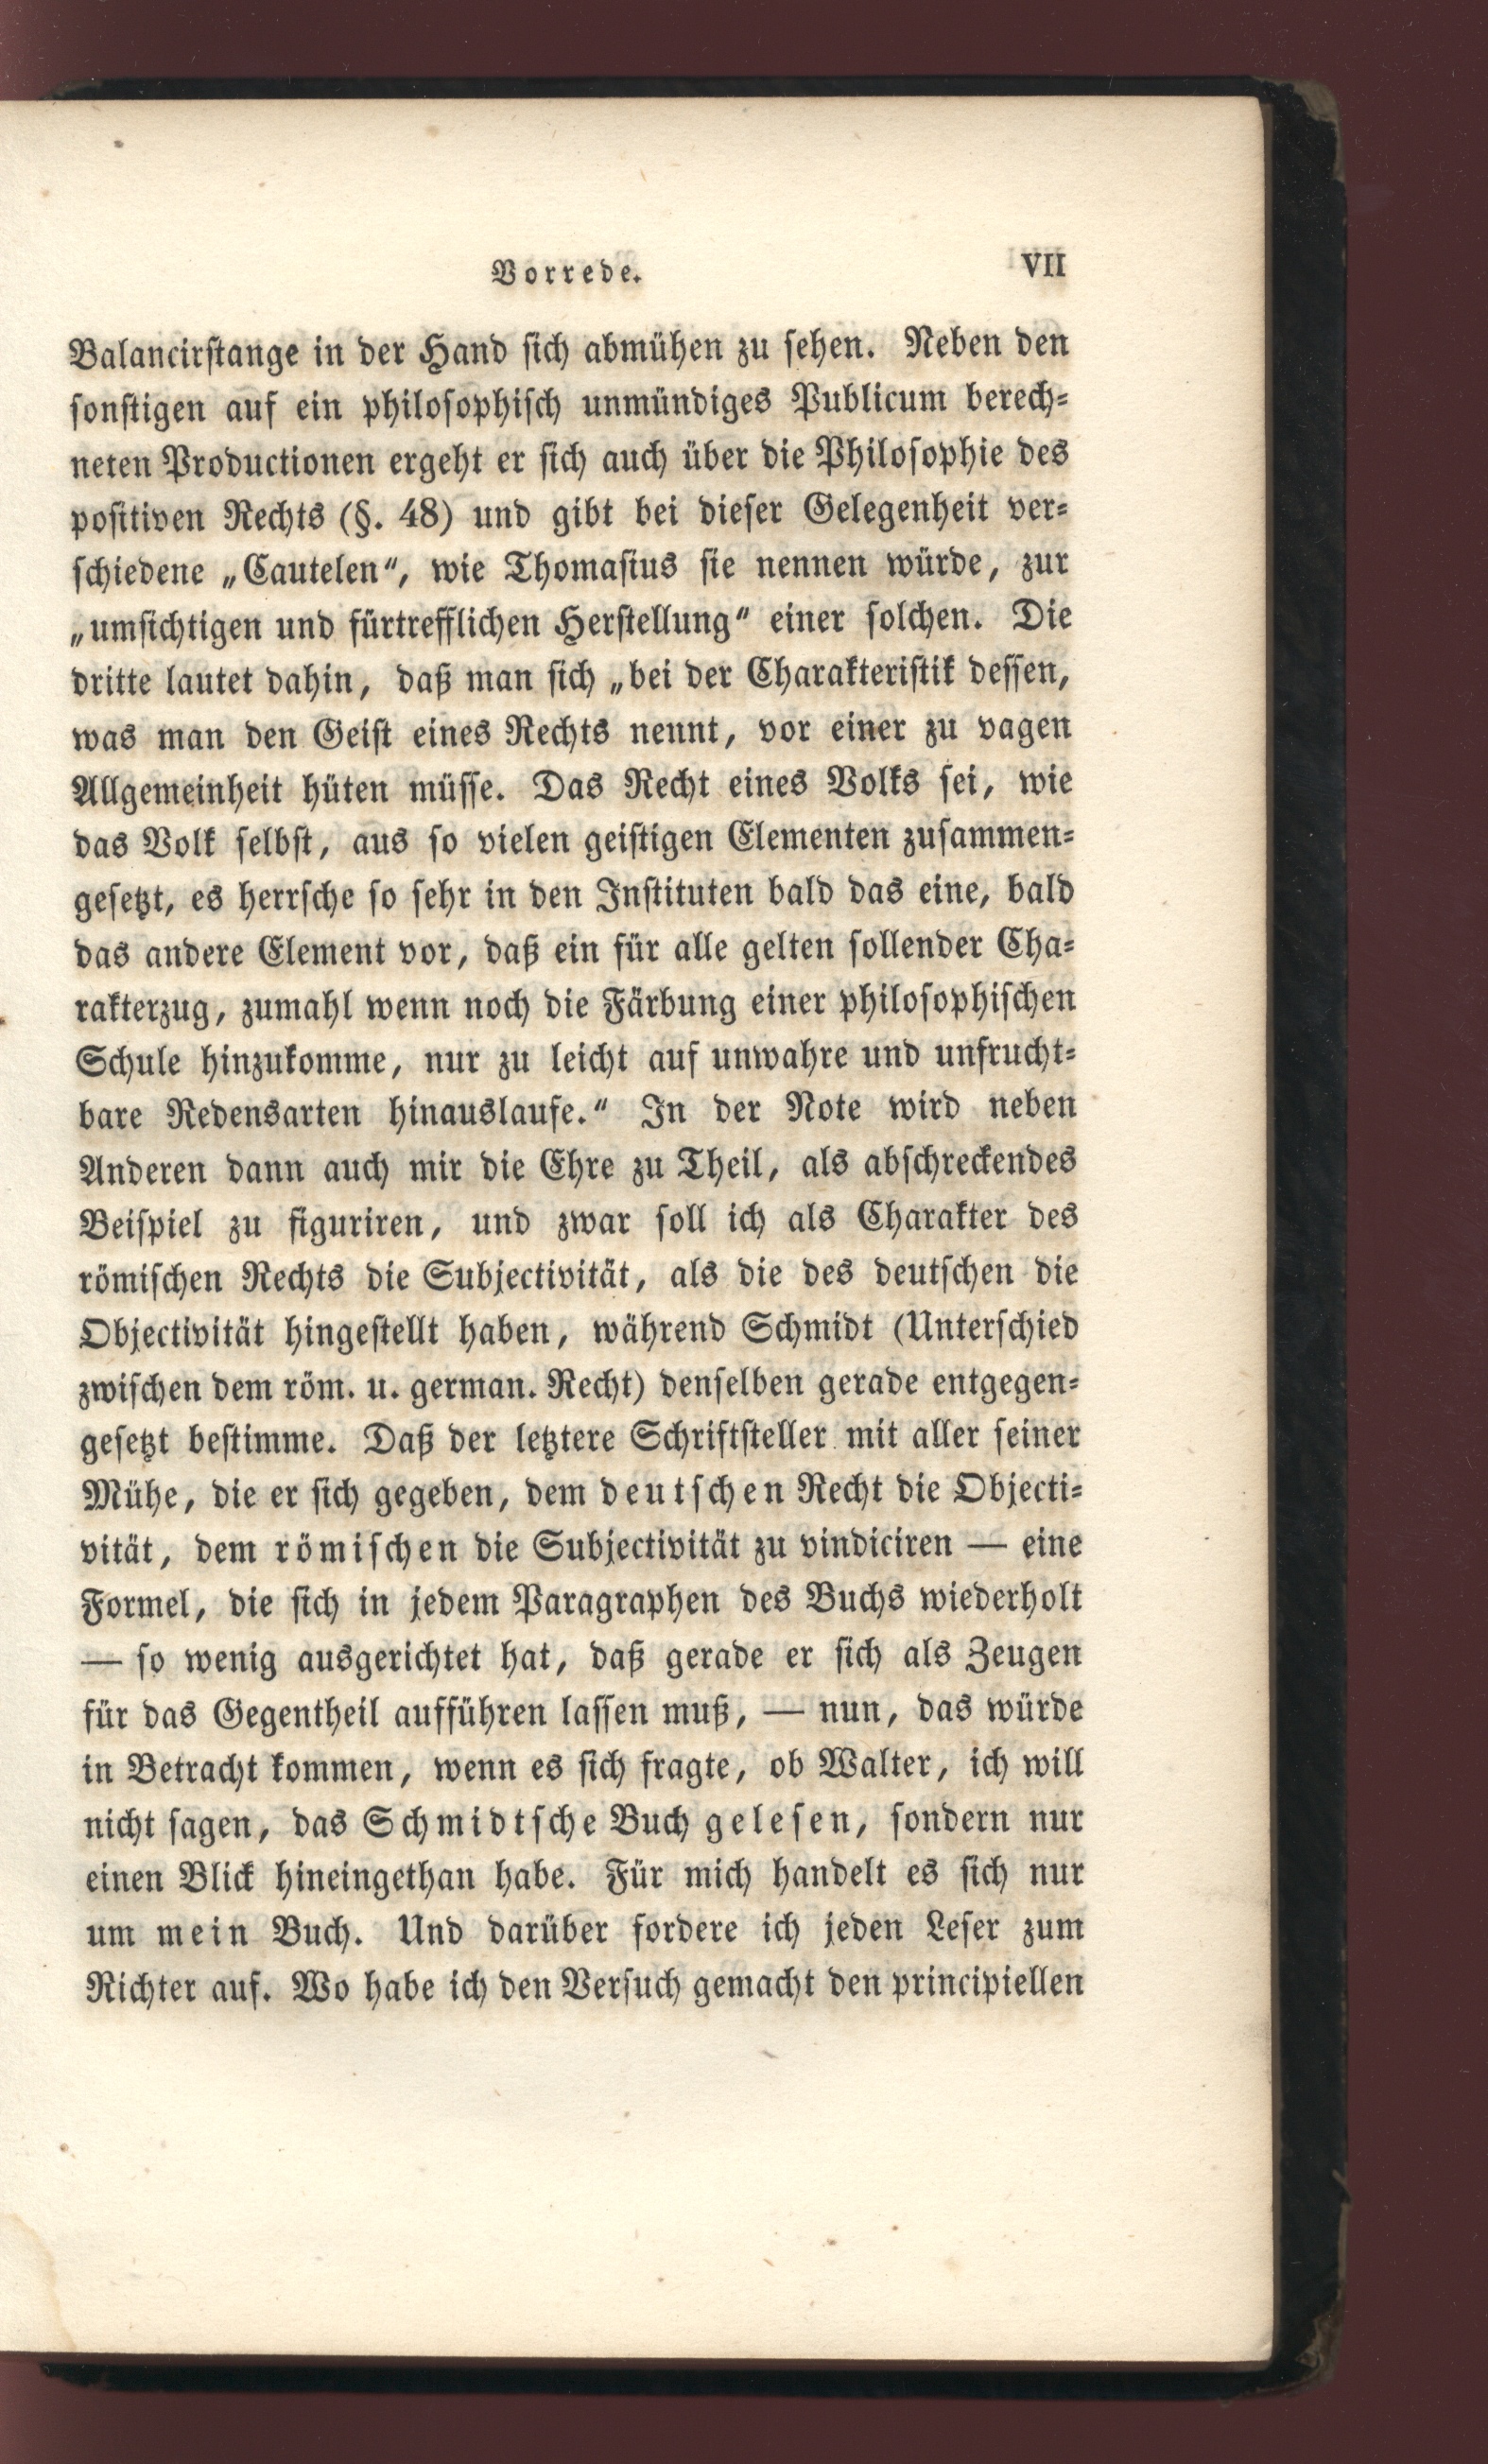 Vorrede. VII
Balancirstange in der Hand sich abmühen zu sehen. Neben den
sonstigen auf ein philosophisch unmündiges Publicum berech-
neten Productionen ergeht er sich auch über die Philosophie des
positiven Rechts (§. 48) und gibt bei dieser Gelegenheit ver-
schiedene „Cautelen“, wie Thomasius sie nennen würde, zur
„umsichtigen und fürtrefflichen Herstellung“ einer solchen. Die
dritte lautet dahin, daß man sich „bei der Charakteristik dessen,
was man den Geist eines Rechts nennt, vor einer zu vagen
Allgemeinheit hüten müsse. Das Recht eines Volks sei, wie
das Volk selbst, aus so vielen geistigen Elementen zusammen-
gesetzt, es herrsche so sehr in den Instituten bald das eine, bald
das andere Element vor, daß ein für alle gelten sollender Cha-
rakterzug, zumahl wenn noch die Färbung einer philosophischen
Schule hinzukomme, nur zu leicht auf unwahre und unfrucht-
bare Redensarten hinauslaufe.“ In der Note wird neben
Anderen dann auch mir die Ehre zu Theil, als abschreckendes
Beispiel zu figuriren, und zwar soll ich als Charakter des
römischen Rechts die Subjectivität, als die des deutschen die
Objectivität hingestellt haben, während Schmidt (Unterschied
zwischen dem röm. u. german. Recht) denselben gerade entgegen-
gesetzt bestimme. Daß der letztere Schriftsteller mit aller seiner
Mühe, die er sich gegeben, dem deutschen Recht die Objecti-
vität, dem römischen die Subjectivität zu vindiciren — eine
Formel, die sich in jedem Paragraphen des Buchs wiederholt
— so wenig ausgerichtet hat, daß gerade er sich als Zeugen
für das Gegentheil aufführen lassen muß, — nun, das würde
in Betracht kommen, wenn es sich fragte, ob Walter, ich will
nicht sagen, das Schmidtsche Buch gelesen, sondern nur
einen Blick hineingethan habe. Für mich handelt es sich nur
um mein Buch. Und darüber fordere ich jeden Leser zum
Richter auf. Wo habe ich den Versuch gemacht den principiellen